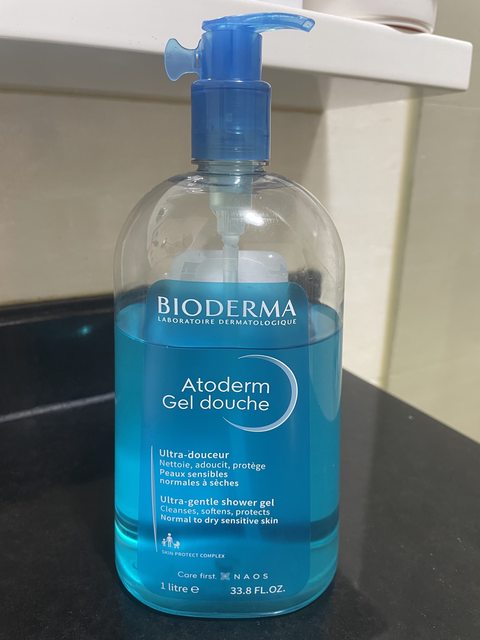 BIODERMA
LABORATOIRE DERMATOLOGIQUE
Atoderm
Gel douche
Ultra-douceur
Nettoie, adoucit, protège
Peaux sensibles
normales à sèches
Ultra-gentle shower gel
Cleanses, softens, protects
Normal to dry sensitive skin
SKIN PROTECT COMPLEX
Care first. NAOS
1 litre ℮ 33.8 FL.OZ.